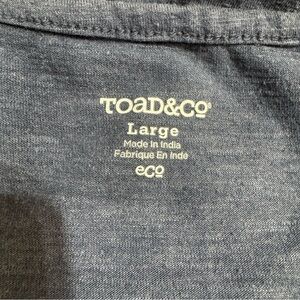 TOAD&CO®
Large
Made In India
Fabrique En Inde
eco